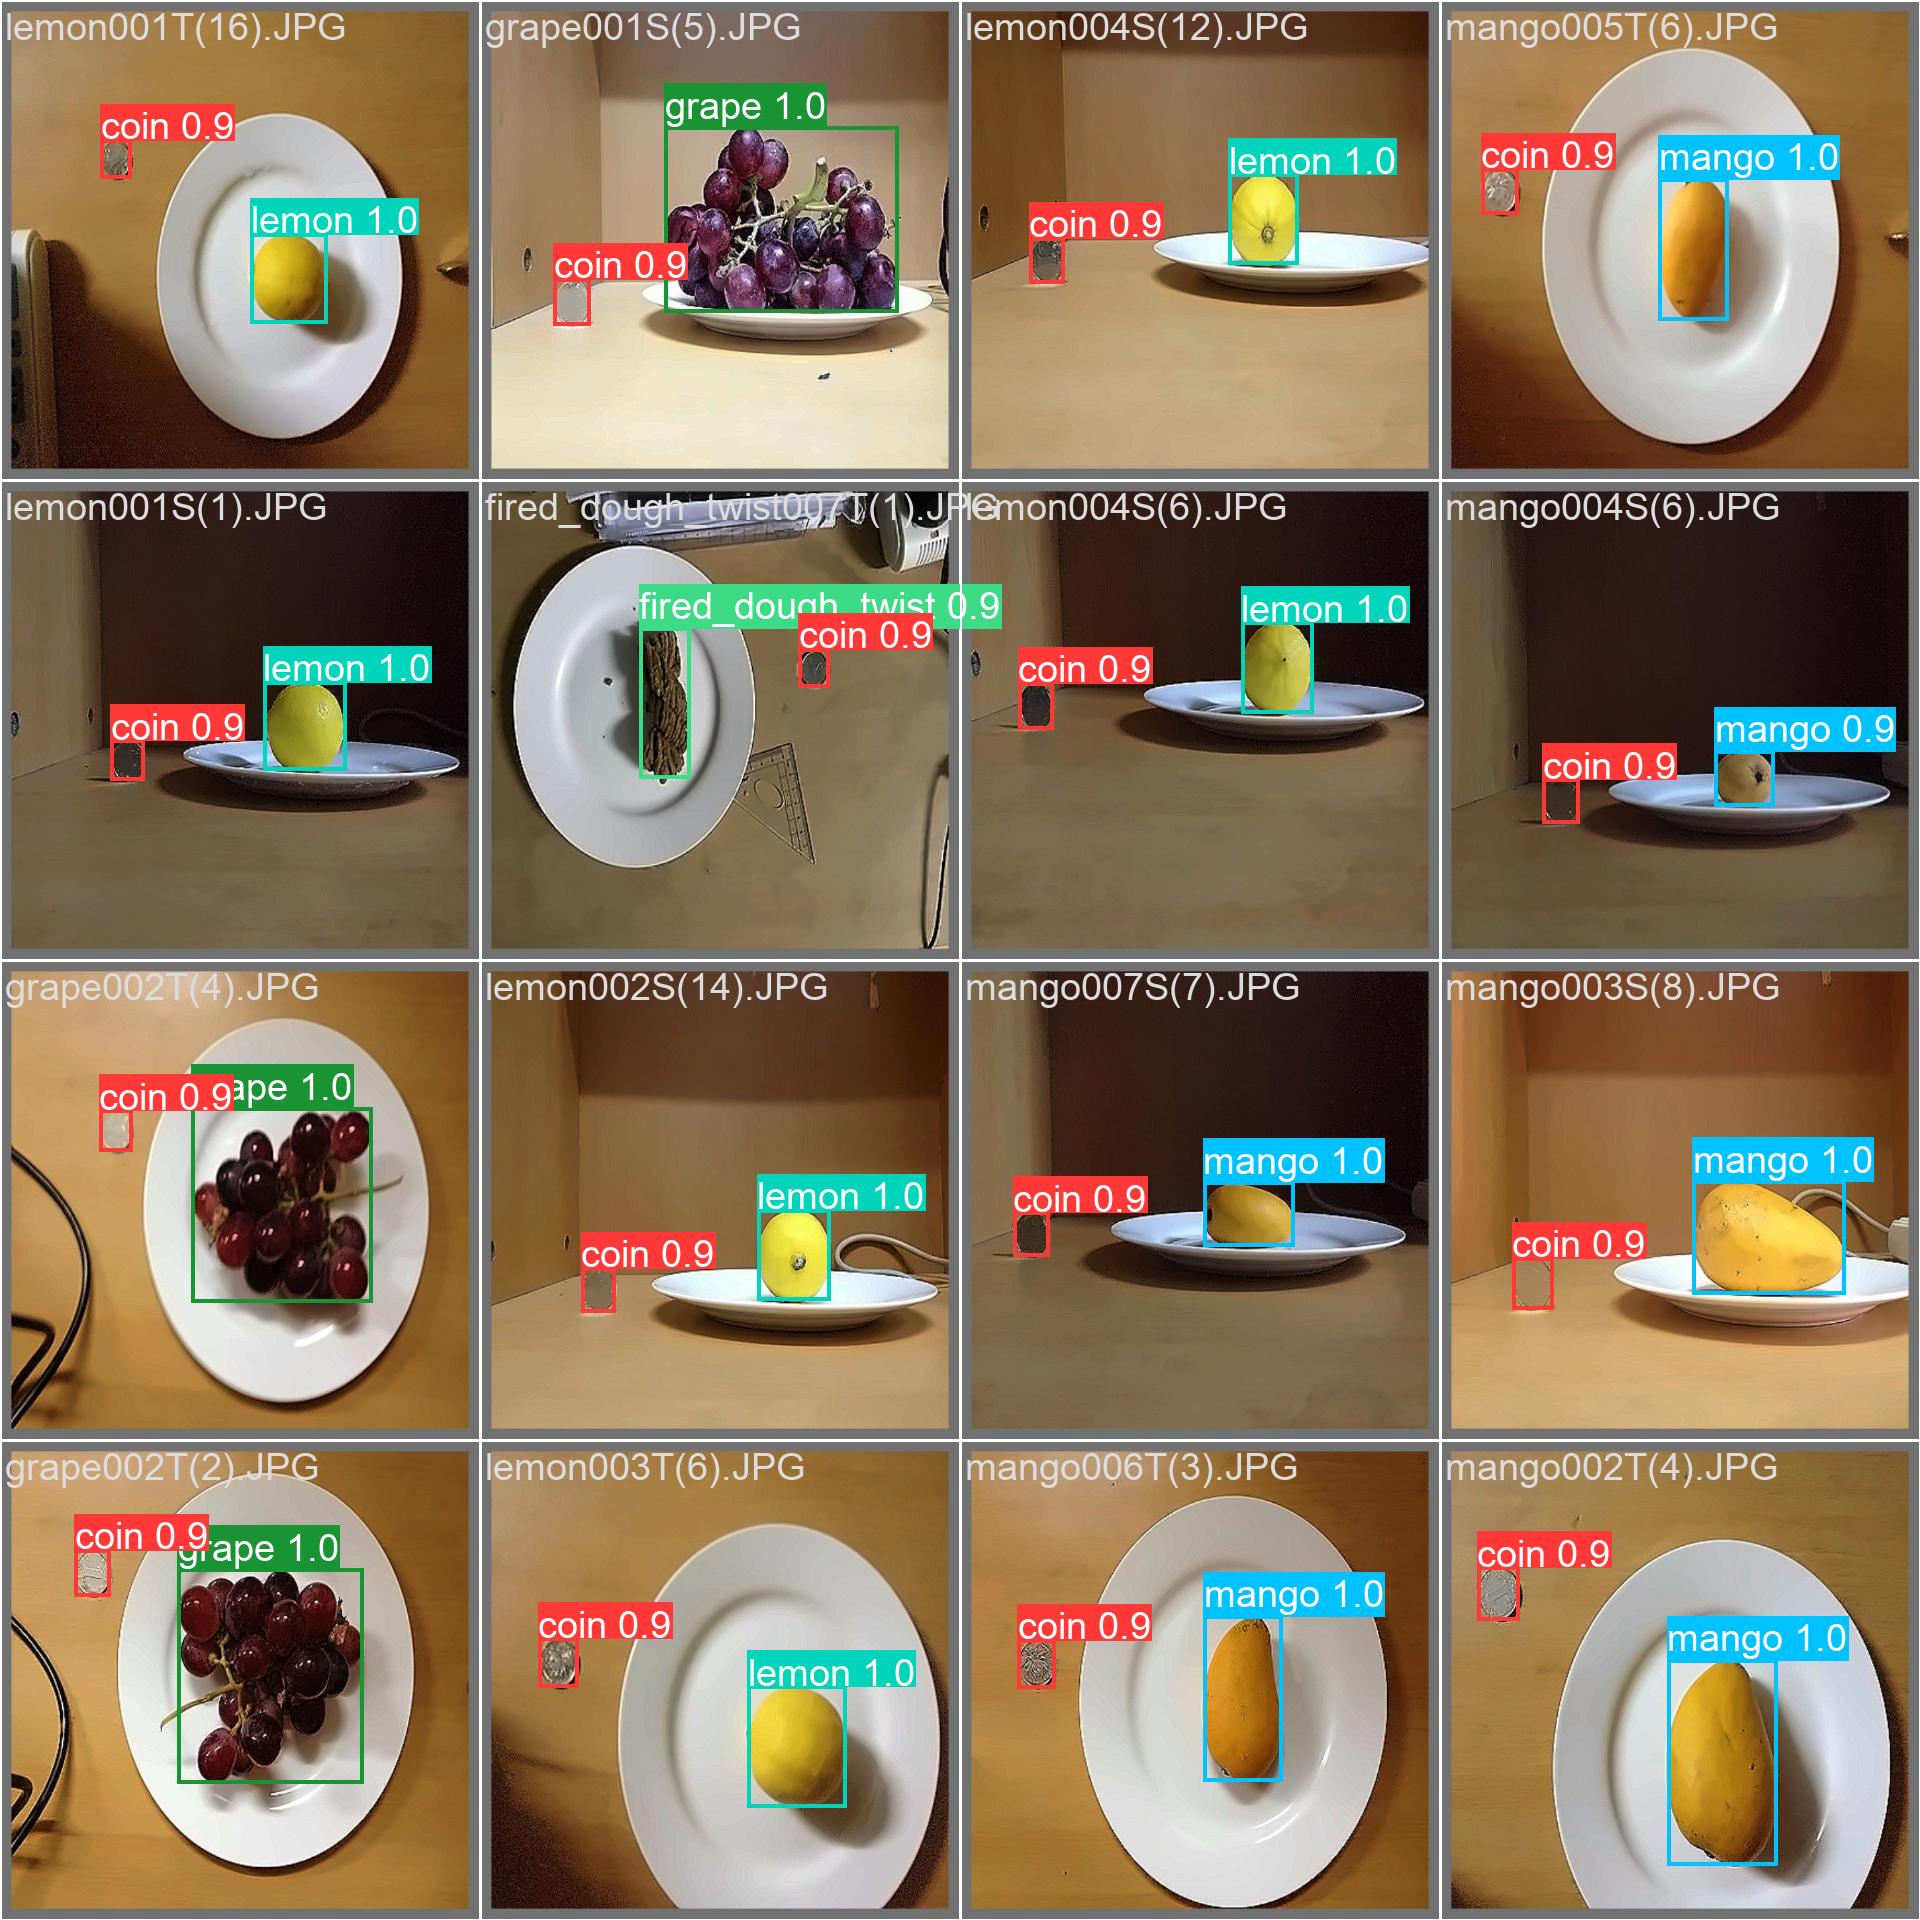 lemon001T(16).JPG
coin 0.9
lemon 1.0
grape001S(5).JPG
grape 1.0
coin 0.9
lemon004S(12).JPG
lemon 1.0
coin 0.9
mango005T(6).JPG
coin 0.9
mango 1.0
lemon001S(1).JPG
lemon 1.0
coin 0.9
fired_dough_twist007T(1).JPG
fired_dough_twist 0.9
coin 0.9
lemon004S(6).JPG
lemon 1.0
coin 0.9
mango004S(6).JPG
mango 0.9
coin 0.9
grape002T(4).JPG
coin 0.9
ape 1.0
lemon002S(14).JPG
lemon 1.0
coin 0.9
mango007S(7).JPG
mango 1.0
coin 0.9
mango003S(8).JPG
mango 1.0
coin 0.9
grape002T(2).JPG
coin 0.9
grape 1.0
lemon003T(6).JPG
coin 0.9
lemon 1.0
mango006T(3).JPG
mango 1.0
coin 0.9
mango002T(4).JPG
coin 0.9
mango 1.0